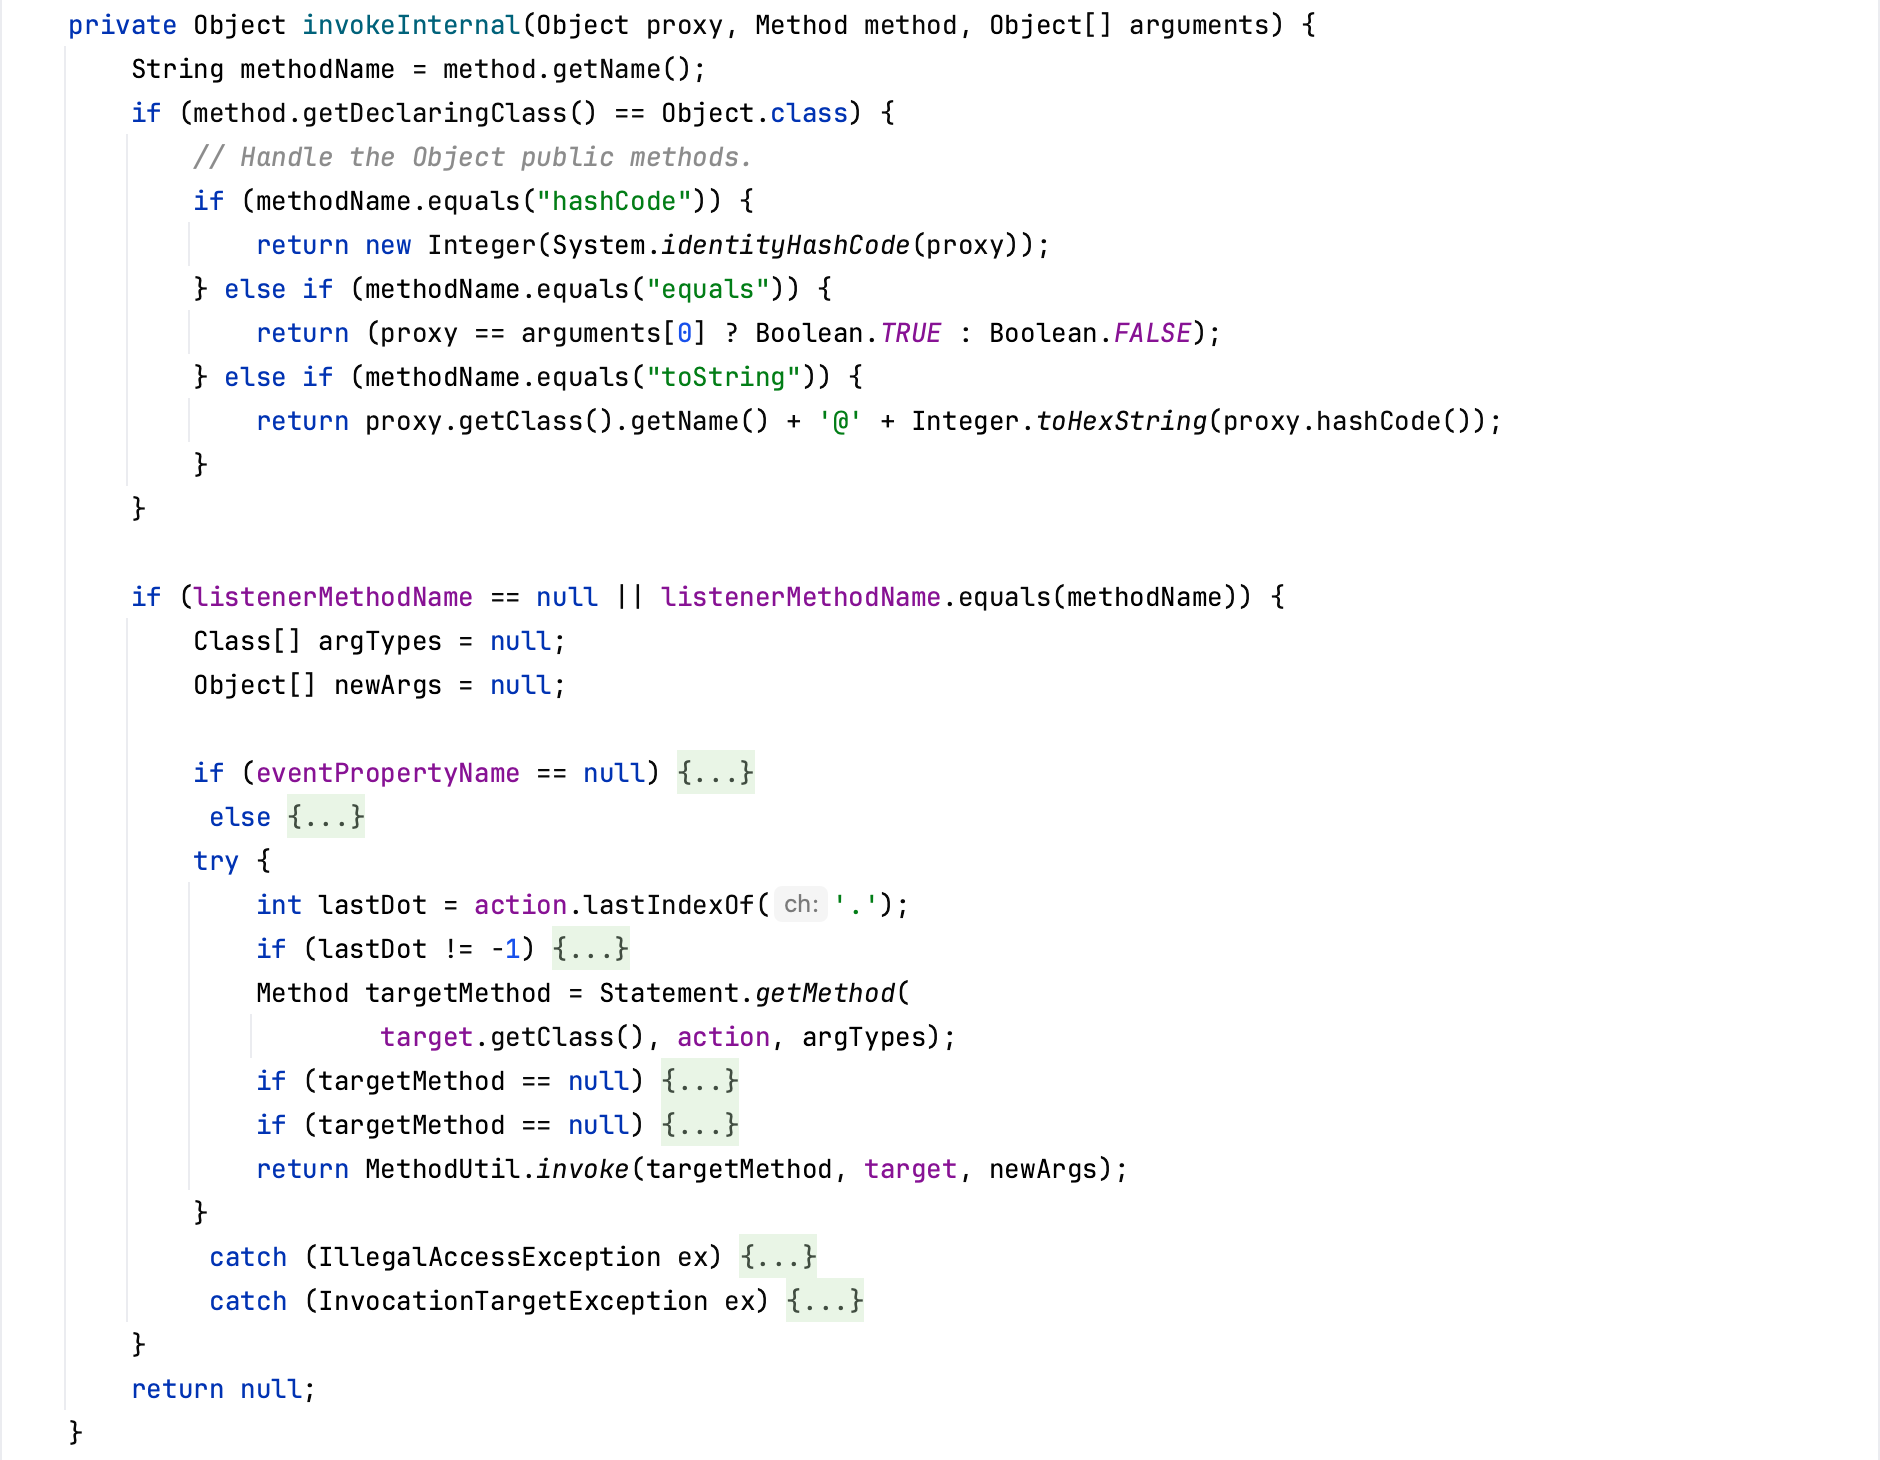 private Object invokeInternal(Object proxy, Method method, Object[] arguments) {
    String methodName = method.getName();
    if (method.getDeclaringClass() == Object.class) {
        // Handle the Object public methods.
        if (methodName.equals("hashCode")) {
            return new Integer(System.identityHashCode(proxy));
        } else if (methodName.equals("equals")) {
            return (proxy == arguments[0] ? Boolean.TRUE : Boolean.FALSE);
        } else if (methodName.equals("toString")) {
            return proxy.getClass().getName() + '@' + Integer.toHexString(proxy.hashCode());
        }
    }

    if (listenerMethodName == null || listenerMethodName.equals(methodName)) {
        Class[] argTypes = null;
        Object[] newArgs = null;

        if (eventPropertyName == null) {...}
         else {...}
        try {
            int lastDot = action.lastIndexOf( ch: '.');
            if (lastDot != -1) {...}
            Method targetMethod = Statement.getMethod(
                    target.getClass(), action, argTypes);
            if (targetMethod == null) {...}
            if (targetMethod == null) {...}
            return MethodUtil.invoke(targetMethod, target, newArgs);
        }
         catch (IllegalAccessException ex) {...}
         catch (InvocationTargetException ex) {...}
    }
    return null;
}